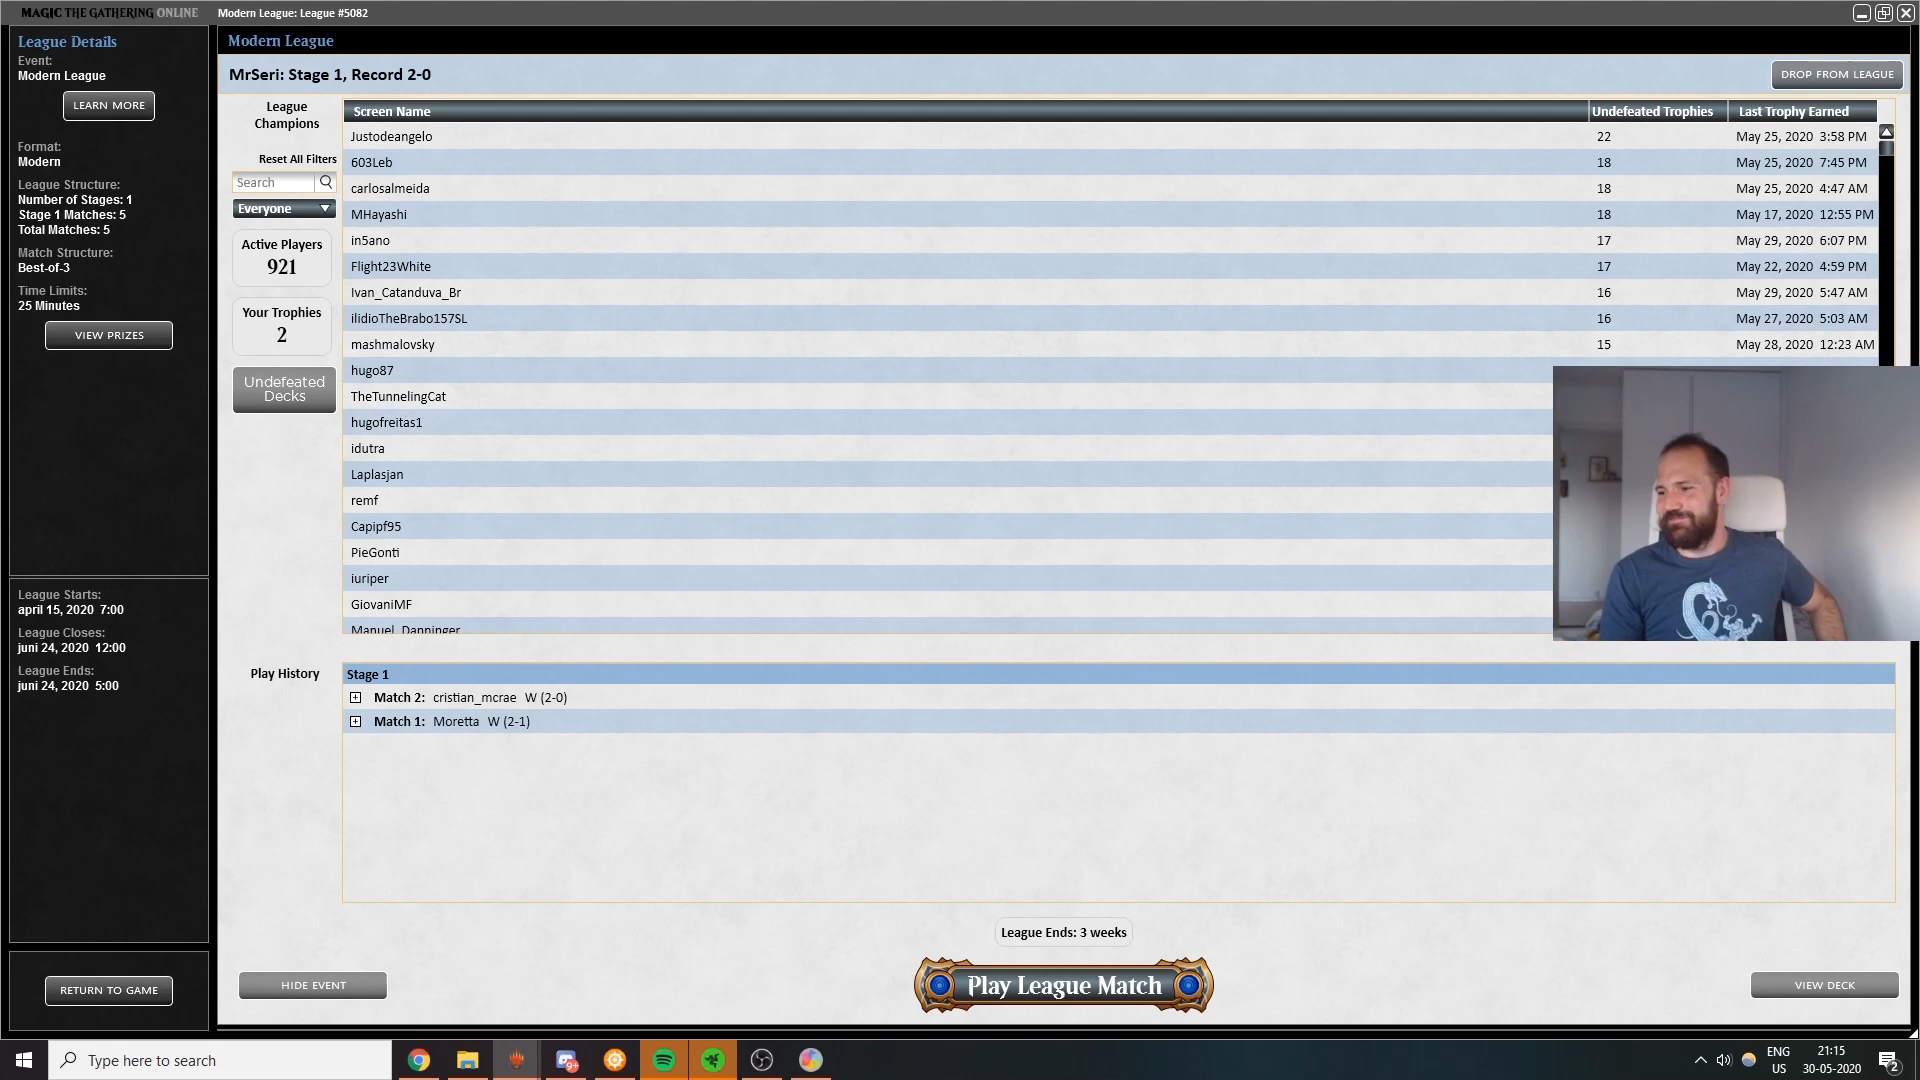 MAGIC THE GATHERING ONLINE
Modern League: League #5082
League Details
Event:
Modern League
LEARN MORE
Format:
Modern
League Structure:
Number of Stages: 1
Stage 1 Matches: 5
Total Matches: 5
Match Structure:
Best-of-3
Time Limits:
25 Minutes
VIEW PRIZES
League Starts:
april 15, 2020 7:00
League Closes:
juni 24, 2020 12:00
League Ends:
juni 24, 2020 5:00
RETURN TO GAME
Modern League
MrSeri: Stage 1, Record 2-0
DROP FROM LEAGUE
League
Champions
Reset All Filters
Search
Everyone
Active Players
921
Your Trophies
2
Undefeated
Decks
Screen Name Undefeated Trophies Last Trophy Earned
Justodeangelo 22 May 25, 2020 3:58 PM
603Leb 18 May 25, 2020 7:45 PM
carlosalmeida 18 May 25, 2020 4:47 AM
MHayashi 18 May 17, 2020 12:55 PM
in5ano 17 May 29, 2020 6:07 PM
Flight23White 17 May 22, 2020 4:59 PM
Ivan_Catanduva_Br 16 May 29, 2020 5:47 AM
ilidioTheBrabo157SL 16 May 27, 2020 5:03 AM
mashmalovsky 15 May 28, 2020 12:23 AM
hugo87
TheTunnelingCat
hugofreitas1
idutra
Laplasjan
remf
Capipf95
PieGonti
iuriper
GiovaniMF
Manuel_Danninger
Play History
Stage 1
Match 2: cristian_mcrae W (2-0)
Match 1: Moretta W (2-1)
League Ends: 3 weeks
HIDE EVENT
Play League Match
VIEW DECK
Type here to search
9+
ENG
US
21:15
30-05-2020
2